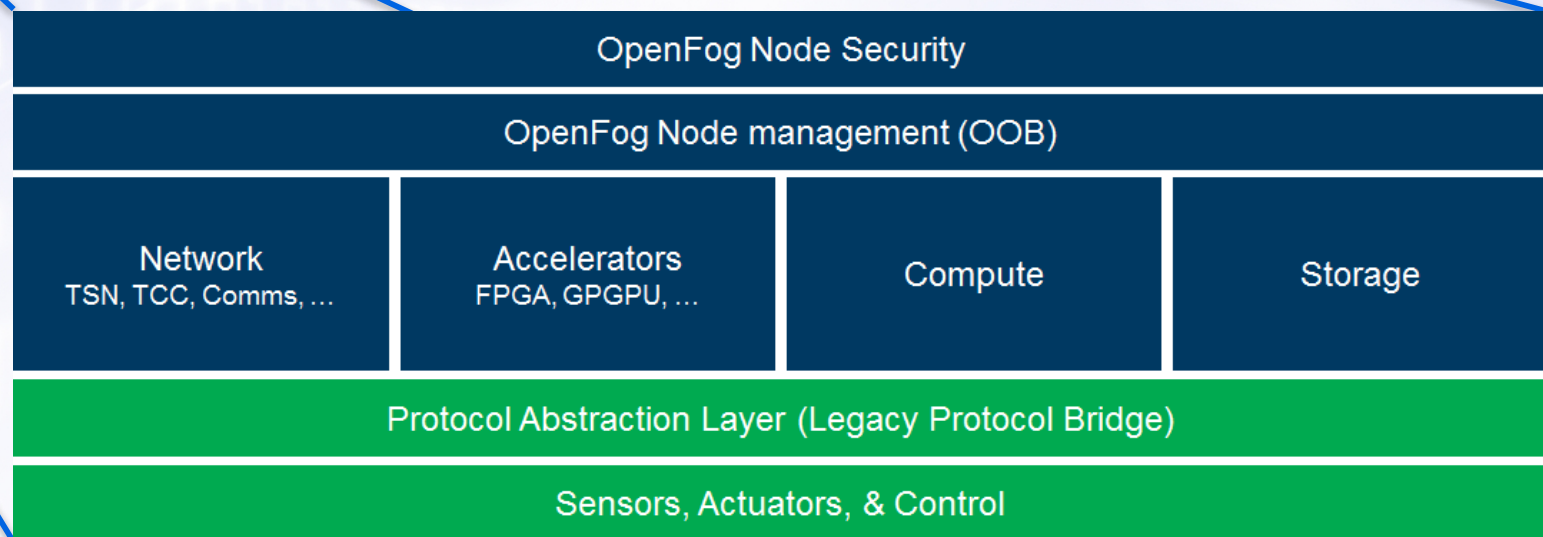 OpenFog Node Security
OpenFog Node management (OOB)
Network
TSN, TCC, Comms, ...
Accelerators
FPGA, GPGPU, ...
Compute
Storage
Protocol Abstraction Layer (Legacy Protocol Bridge)
Sensors, Actuators, & Control